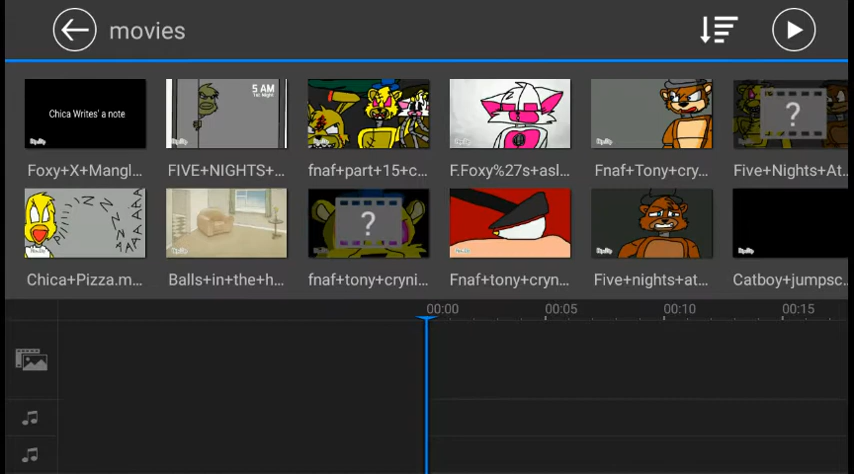 movies
Chica Writes' a note
5 AM
Foxy+X+Mangl...
FIVE+NIGHTS+...
fnaf+part+15+c...
F.Foxy%27s+asl...
Fnaf+Tony+cry...
Five+Nights+At...
?
Chica+Pizza.m...
Balls+in+the+h...
fnaf+tony+cryni...
Fnaf+tony+cryn...
Five+nights+at...
Catboy+jumpsc...
?
00:00
00:05
00:10
00:15